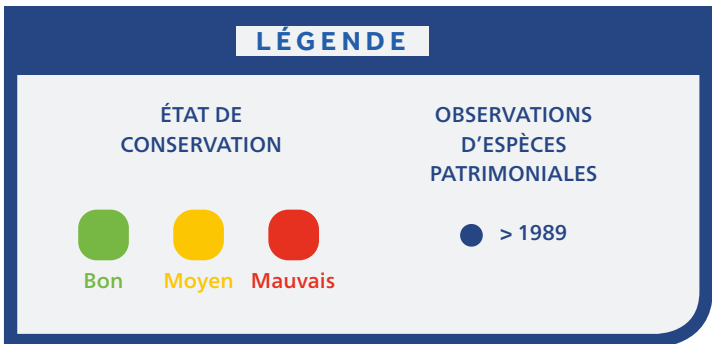 LÉGENDE
ÉTAT DE
CONSERVATION
Bon
Moyen
Mauvais
OBSERVATIONS
D'ESPÈCES
PATRIMONIALES
> 1989